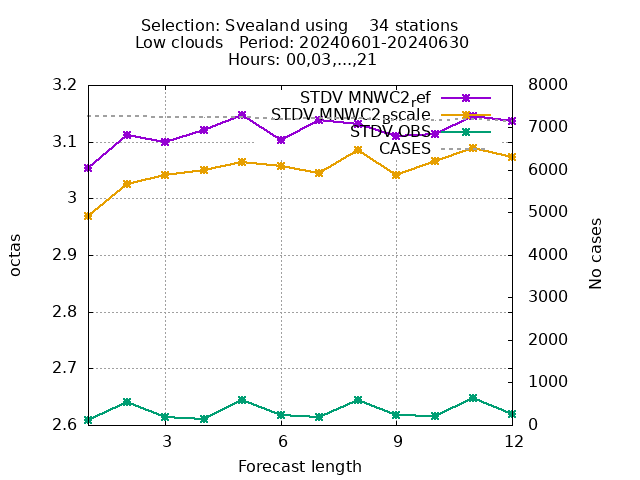 Selection: Svealand using    34 stations
Low clouds   Period: 20240601-20240630
Hours: 00,03,...,21
STDV MNWC2ref
STDV MNWC2Bscale
STDV OBS
CASES
3.2
3.1
3
2.9
2.8
2.7
2.6
octas
8000
7000
6000
5000
4000
3000
2000
1000
0
No cases
3 6 9 12
Forecast length